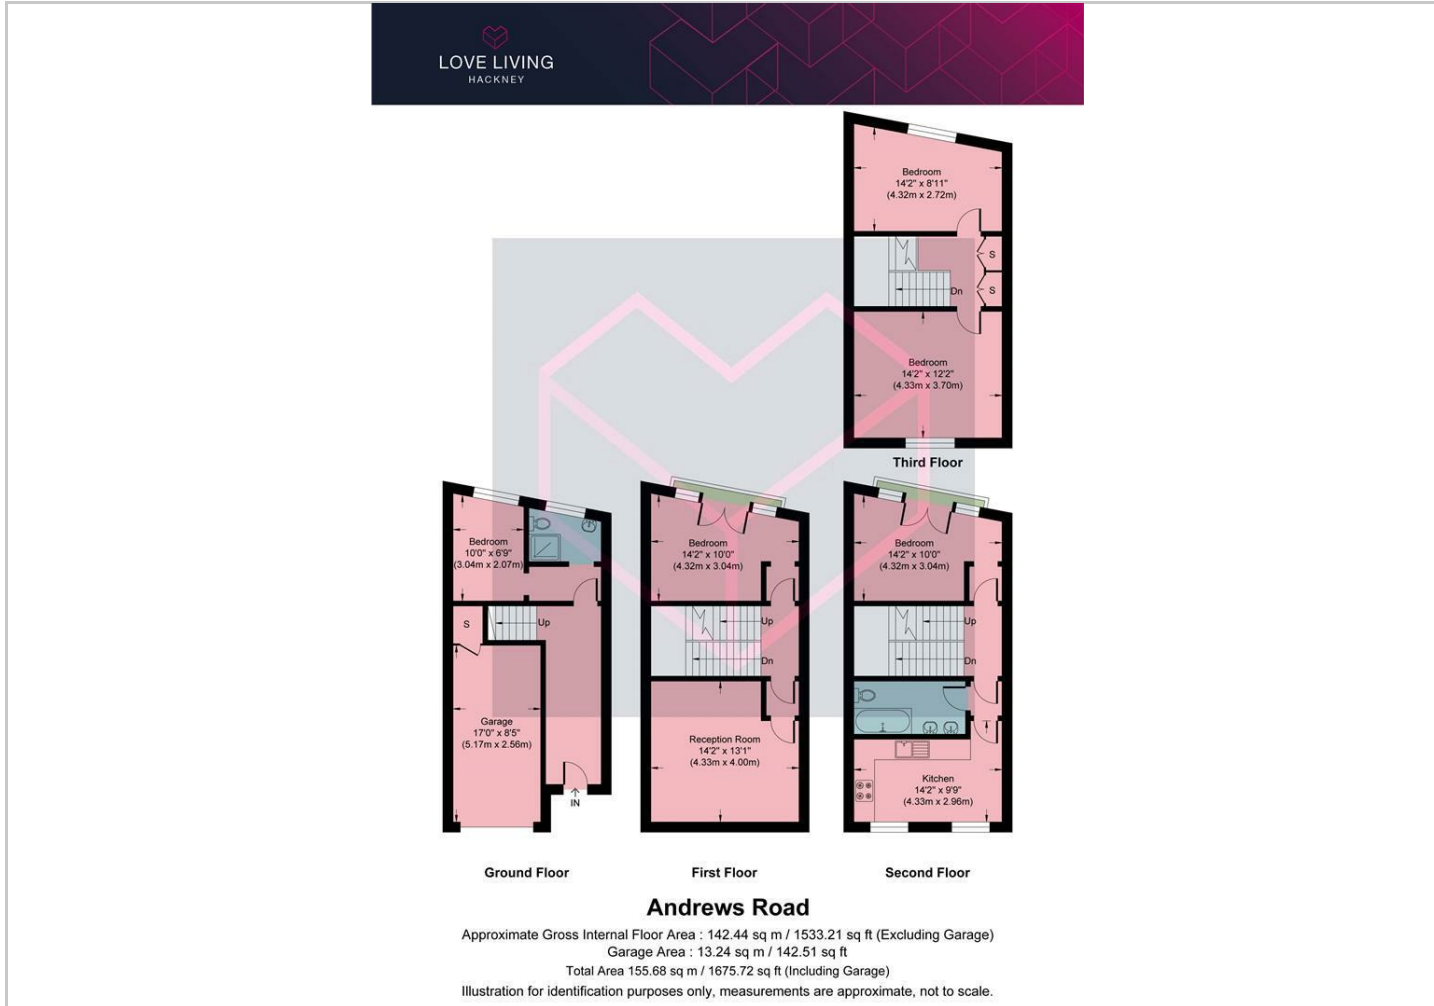 LOVE LIVING
HACKNEY
Bedroom
14'2" x 8'11"
(4.32m x 2.72m)
S
S
Dn
Bedroom
14'2" x 12'2"
(4.33m x 3.70m)
Third Floor
Bedroom
10'0" x 6'9"
(3.04m x 2.07m)
S
Up
Garage
17'0" x 8'5"
(5.17m x 2.56m)
IN
Ground Floor
Bedroom
14'2" x 10'0"
(4.32m x 3.04m)
Up
Dn
Reception Room
14'2" x 13'1"
(4.33m x 4.00m)
First Floor
Bedroom
14'2" x 10'0"
(4.32m x 3.04m)
Up
Dn
Kitchen
14'2" x 9'9"
(4.33m x 2.96m)
Second Floor
Andrews Road
Approximate Gross Internal Floor Area : 142.44 sq m / 1533.21 sq ft (Excluding Garage)
Garage Area : 13.24 sq m / 142.51 sq ft
Total Area 155.68 sq m / 1675.72 sq ft (Including Garage)
Illustration for identification purposes only, measurements are approximate, not to scale.